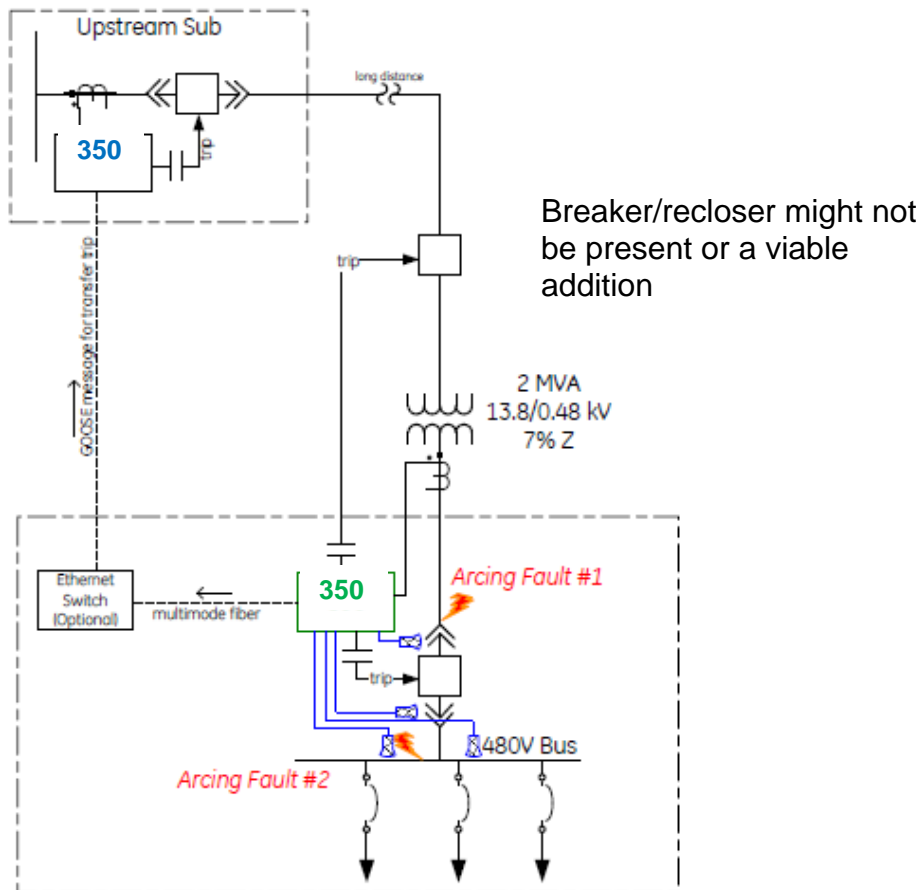 Upstream Sub
long distance
350
trip
Breaker/recloser might not
be present or a viable
addition
trip
GOOSE message for transfer trip
2 MVA
13.8/0.48 kV
7% Z
Arcing Fault #1
350
Ethernet
Switch
(Optional)
multimode fiber
trip
480V Bus
Arcing Fault #2